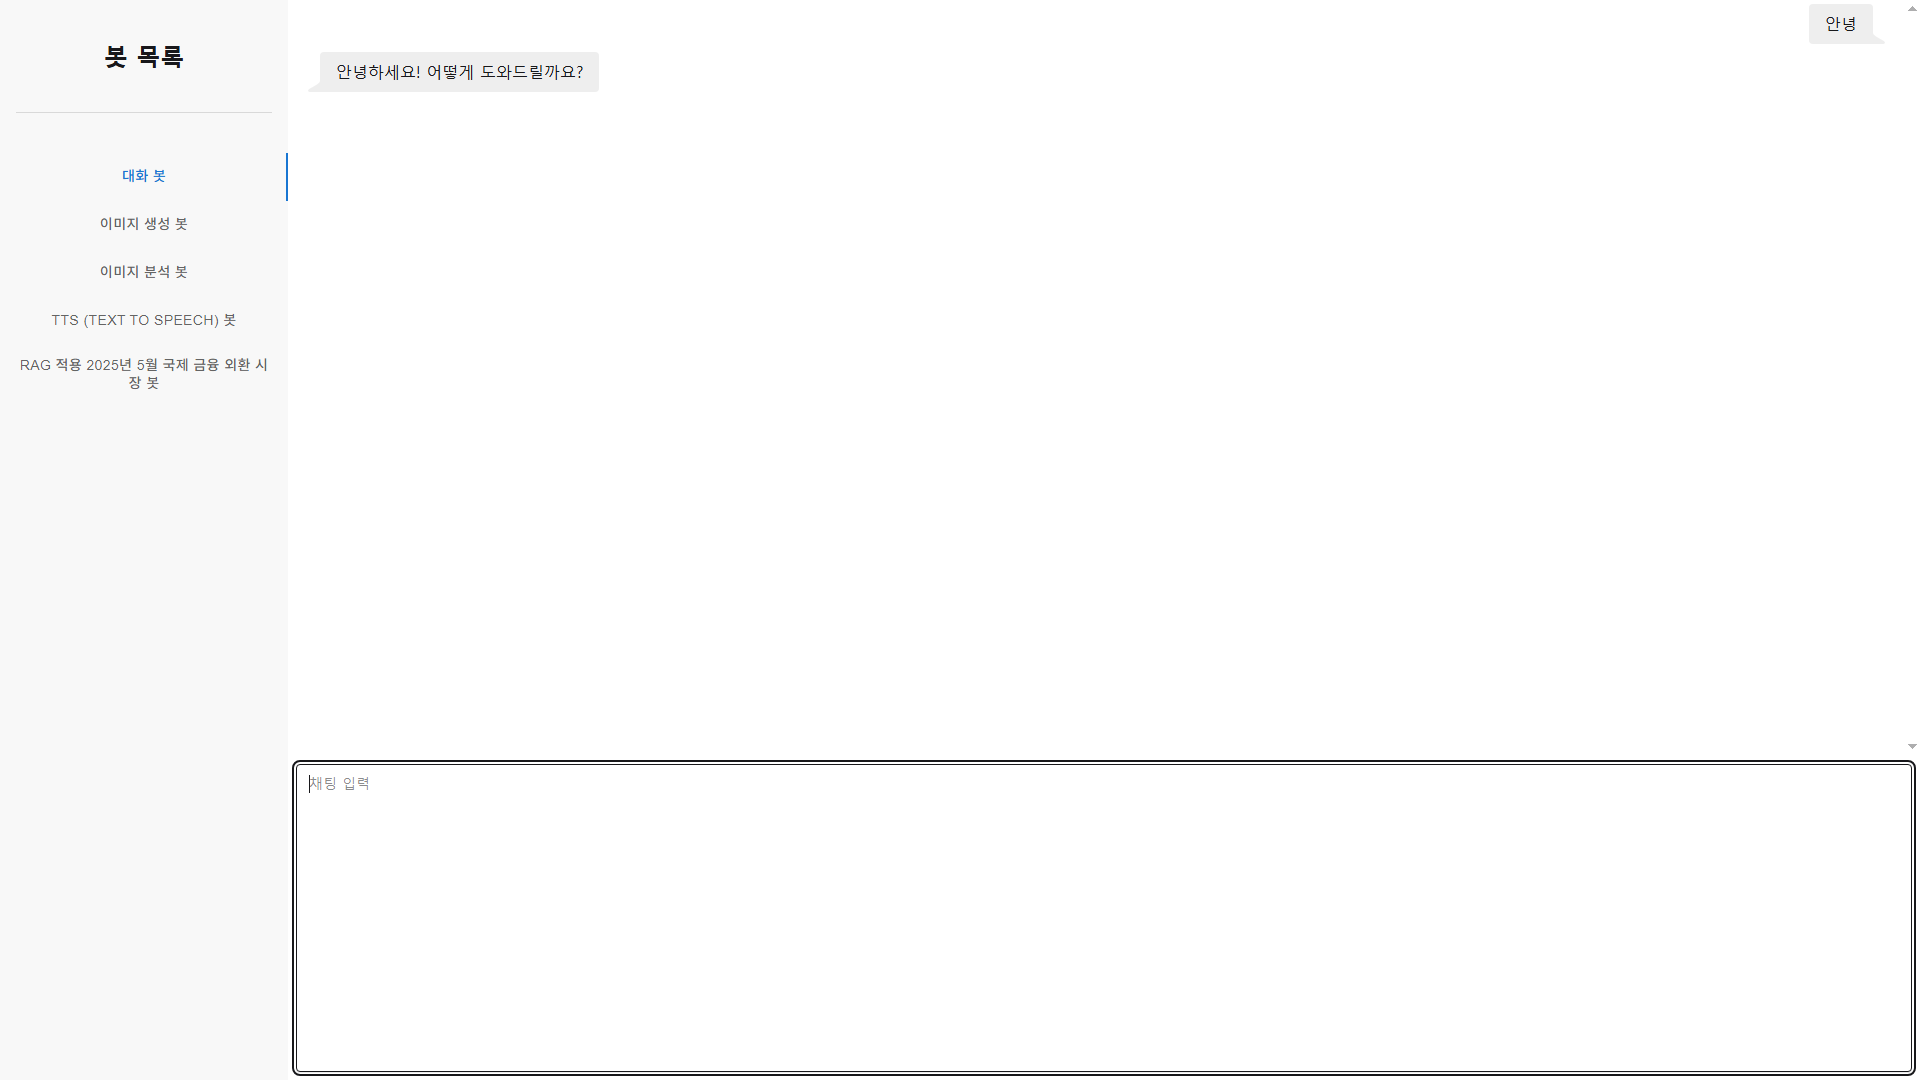 봇 목록
대화 봇
이미지 생성 봇
이미지 분석 봇
TTS (TEXT TO SPEECH) 봇
RAG 적용 2025년 5월 국제 금융 외환 시
장 봇
안녕
안녕하세요! 어떻게 도와드릴까요?
채팅 입력